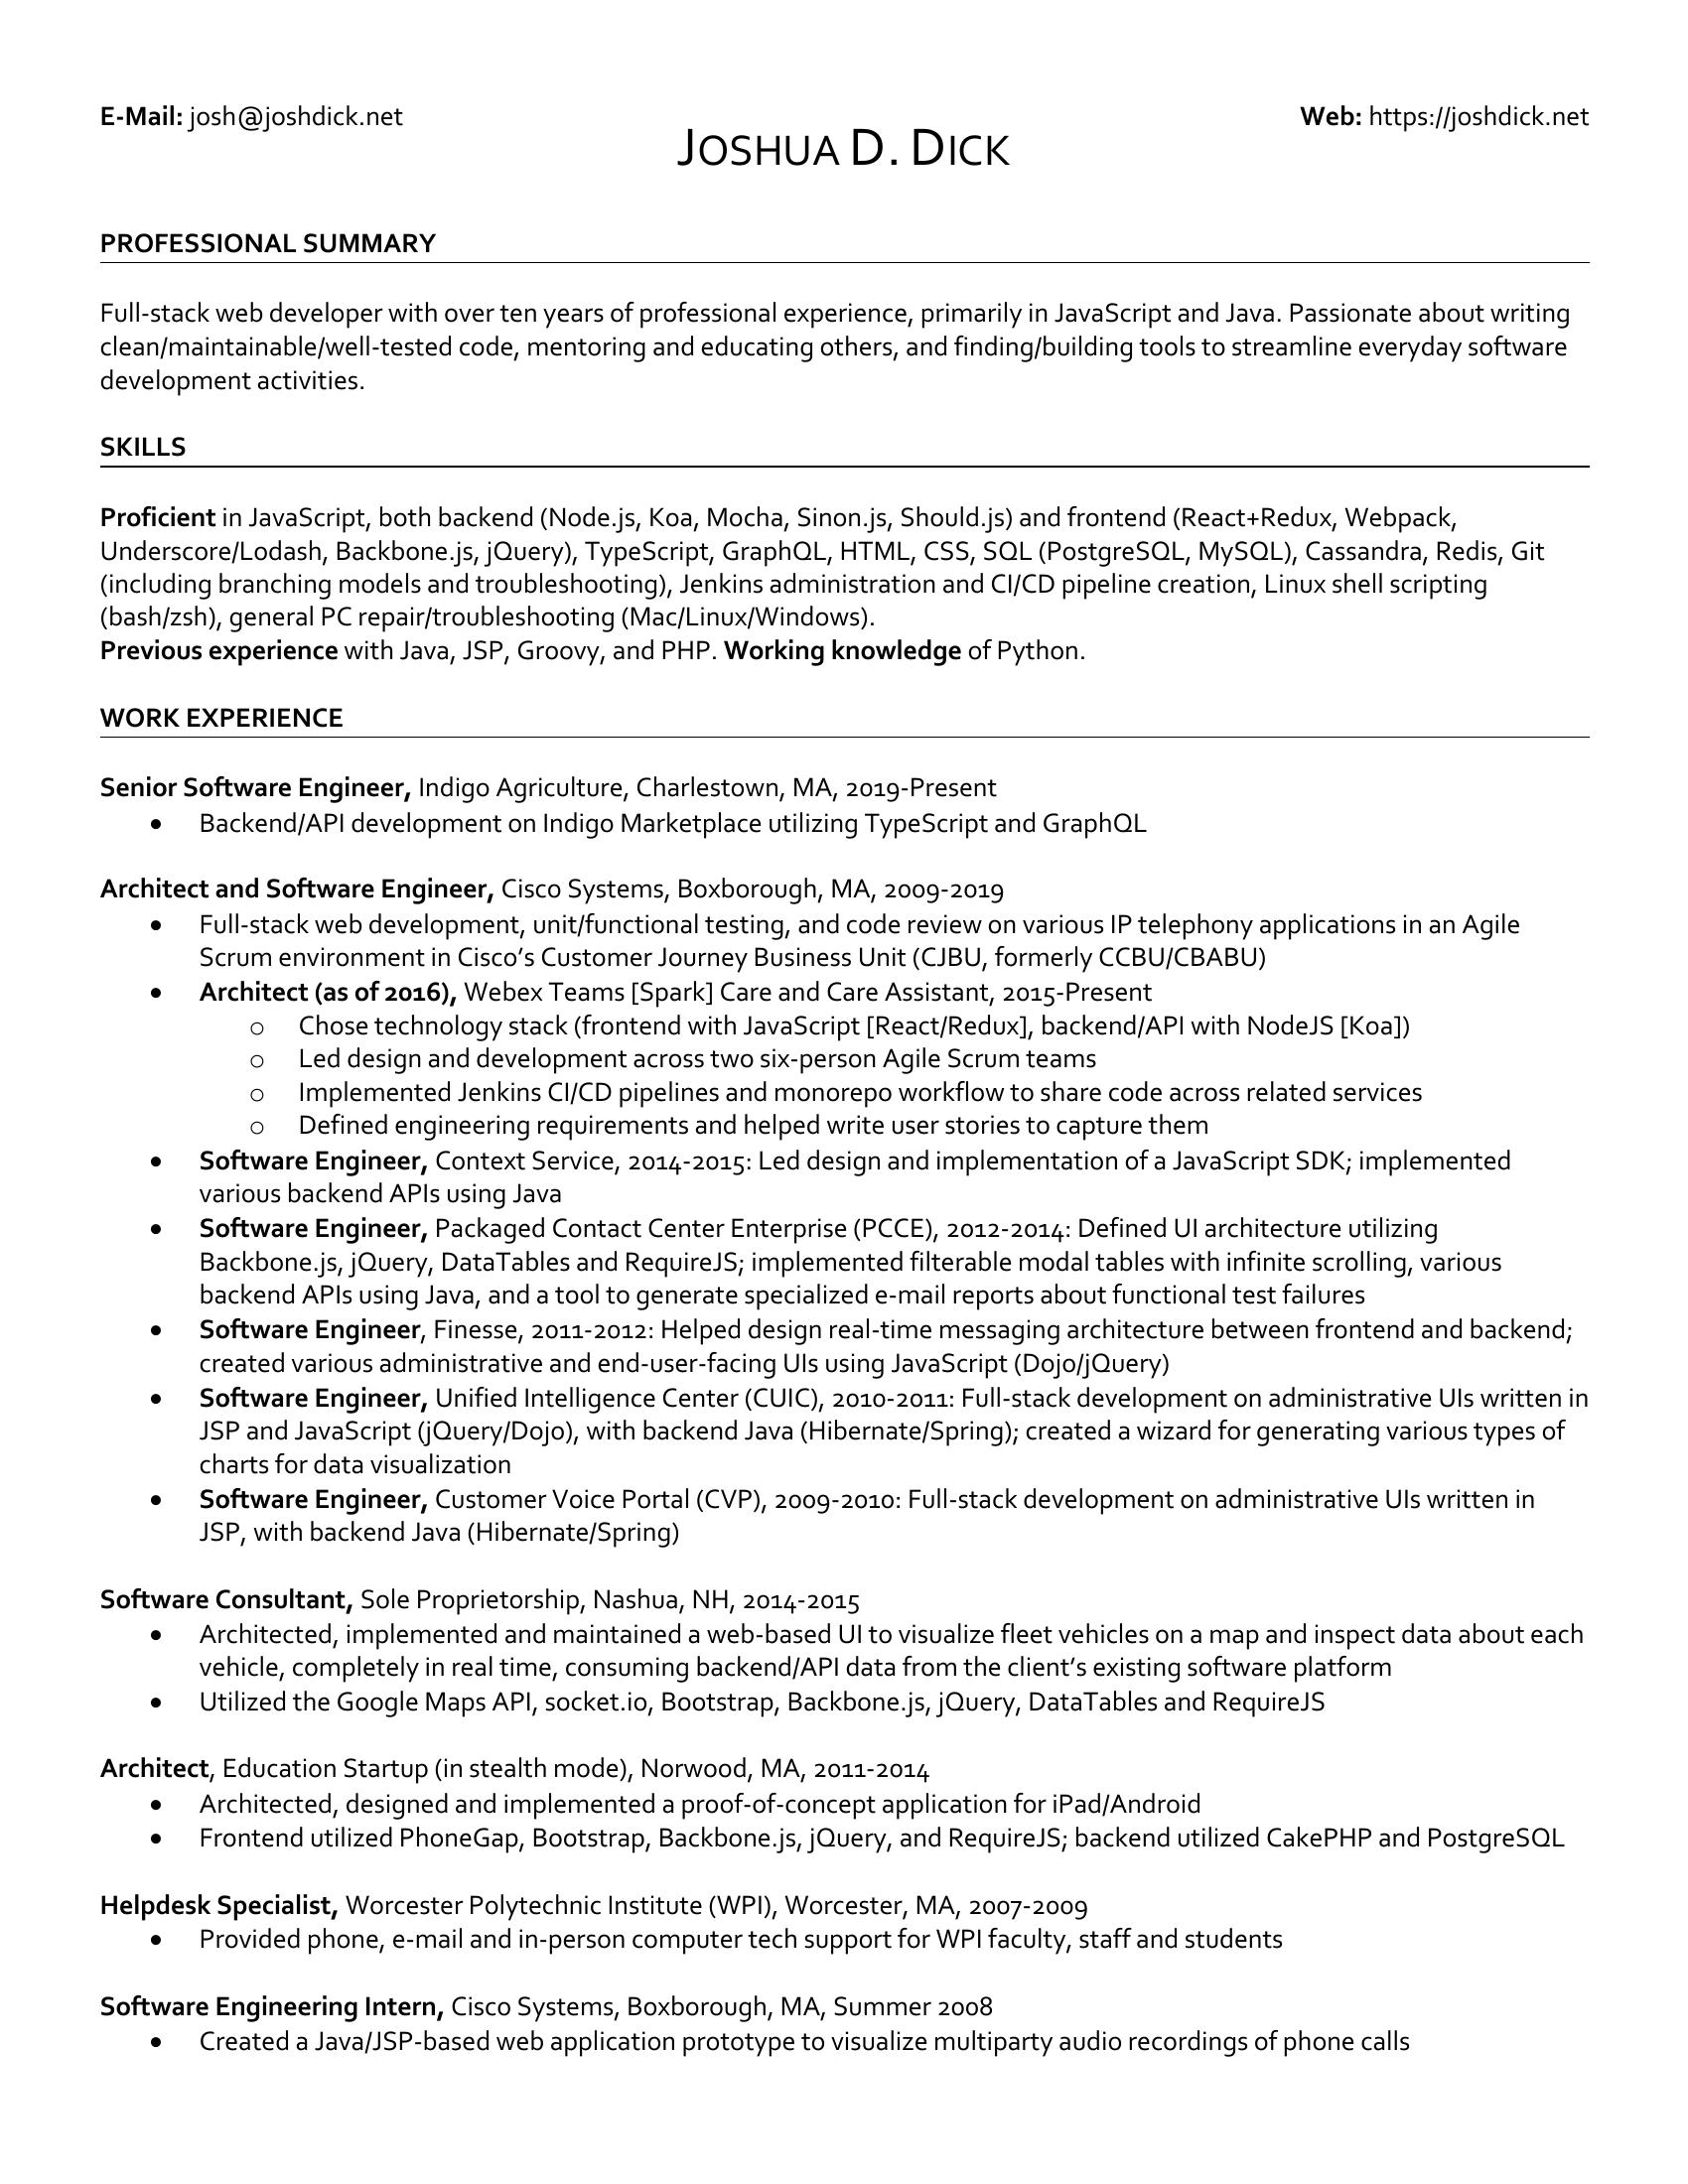 E-Mail: josh@joshdick.net
Web: https://joshdick.net
JOSHUA D. DICK
PROFESSIONAL SUMMARY
Full-stack web developer with over ten years of professional experience, primarily in JavaScript and Java. Passionate about writing
clean/maintainable/well-tested code, mentoring and educating others, and finding/building tools to streamline everyday software
development activities.
SKILLS
Proficient in JavaScript, both backend (Node.js, Koa, Mocha, Sinon.js, Should.js) and frontend (React+Redux, Webpack,
Underscore/Lodash, Backbone.js, jQuery), TypeScript, GraphQL, HTML, CSS, SQL (PostgreSQL, MySQL), Cassandra, Redis, Git
(including branching models and troubleshooting), Jenkins administration and CI/CD pipeline creation, Linux shell scripting
(bash/zsh), general PC repair/troubleshooting (Mac/Linux/Windows).
Previous experience with Java, JSP, Groovy, and PHP. Working knowledge of Python.
WORK EXPERIENCE
Senior Software Engineer, Indigo Agriculture, Charlestown, MA, 2019-Present
• Backend/API development on Indigo Marketplace utilizing TypeScript and GraphQL
Architect and Software Engineer, Cisco Systems, Boxborough, MA, 2009-2019
• Full-stack web development, unit/functional testing, and code review on various IP telephony applications in an Agile
Scrum environment in Cisco’s Customer Journey Business Unit (CJBU, formerly CCBU/CBABU)
• Architect (as of 2016), Webex Teams [Spark] Care and Care Assistant, 2015-Present
o Chose technology stack (frontend with JavaScript [React/Redux], backend/API with NodeJS [Koa])
o Led design and development across two six-person Agile Scrum teams
o Implemented Jenkins CI/CD pipelines and monorepo workflow to share code across related services
o Defined engineering requirements and helped write user stories to capture them
• Software Engineer, Context Service, 2014-2015: Led design and implementation of a JavaScript SDK; implemented
various backend APIs using Java
• Software Engineer, Packaged Contact Center Enterprise (PCCE), 2012-2014: Defined UI architecture utilizing
Backbone.js, jQuery, DataTables and RequireJS; implemented filterable modal tables with infinite scrolling, various
backend APIs using Java, and a tool to generate specialized e-mail reports about functional test failures
• Software Engineer, Finesse, 2011-2012: Helped design real-time messaging architecture between frontend and backend;
created various administrative and end-user-facing UIs using JavaScript (Dojo/jQuery)
• Software Engineer, Unified Intelligence Center (CUIC), 2010-2011: Full-stack development on administrative UIs written in
JSP and JavaScript (jQuery/Dojo), with backend Java (Hibernate/Spring); created a wizard for generating various types of
charts for data visualization
• Software Engineer, Customer Voice Portal (CVP), 2009-2010: Full-stack development on administrative UIs written in
JSP, with backend Java (Hibernate/Spring)
Software Consultant, Sole Proprietorship, Nashua, NH, 2014-2015
• Architected, implemented and maintained a web-based UI to visualize fleet vehicles on a map and inspect data about each
vehicle, completely in real time, consuming backend/API data from the client’s existing software platform
• Utilized the Google Maps API, socket.io, Bootstrap, Backbone.js, jQuery, DataTables and RequireJS
Architect, Education Startup (in stealth mode), Norwood, MA, 2011-2014
• Architected, designed and implemented a proof-of-concept application for iPad/Android
• Frontend utilized PhoneGap, Bootstrap, Backbone.js, jQuery, and RequireJS; backend utilized CakePHP and PostgreSQL
Helpdesk Specialist, Worcester Polytechnic Institute (WPI), Worcester, MA, 2007-2009
• Provided phone, e-mail and in-person computer tech support for WPI faculty, staff and students
Software Engineering Intern, Cisco Systems, Boxborough, MA, Summer 2008
• Created a Java/JSP-based web application prototype to visualize multiparty audio recordings of phone calls